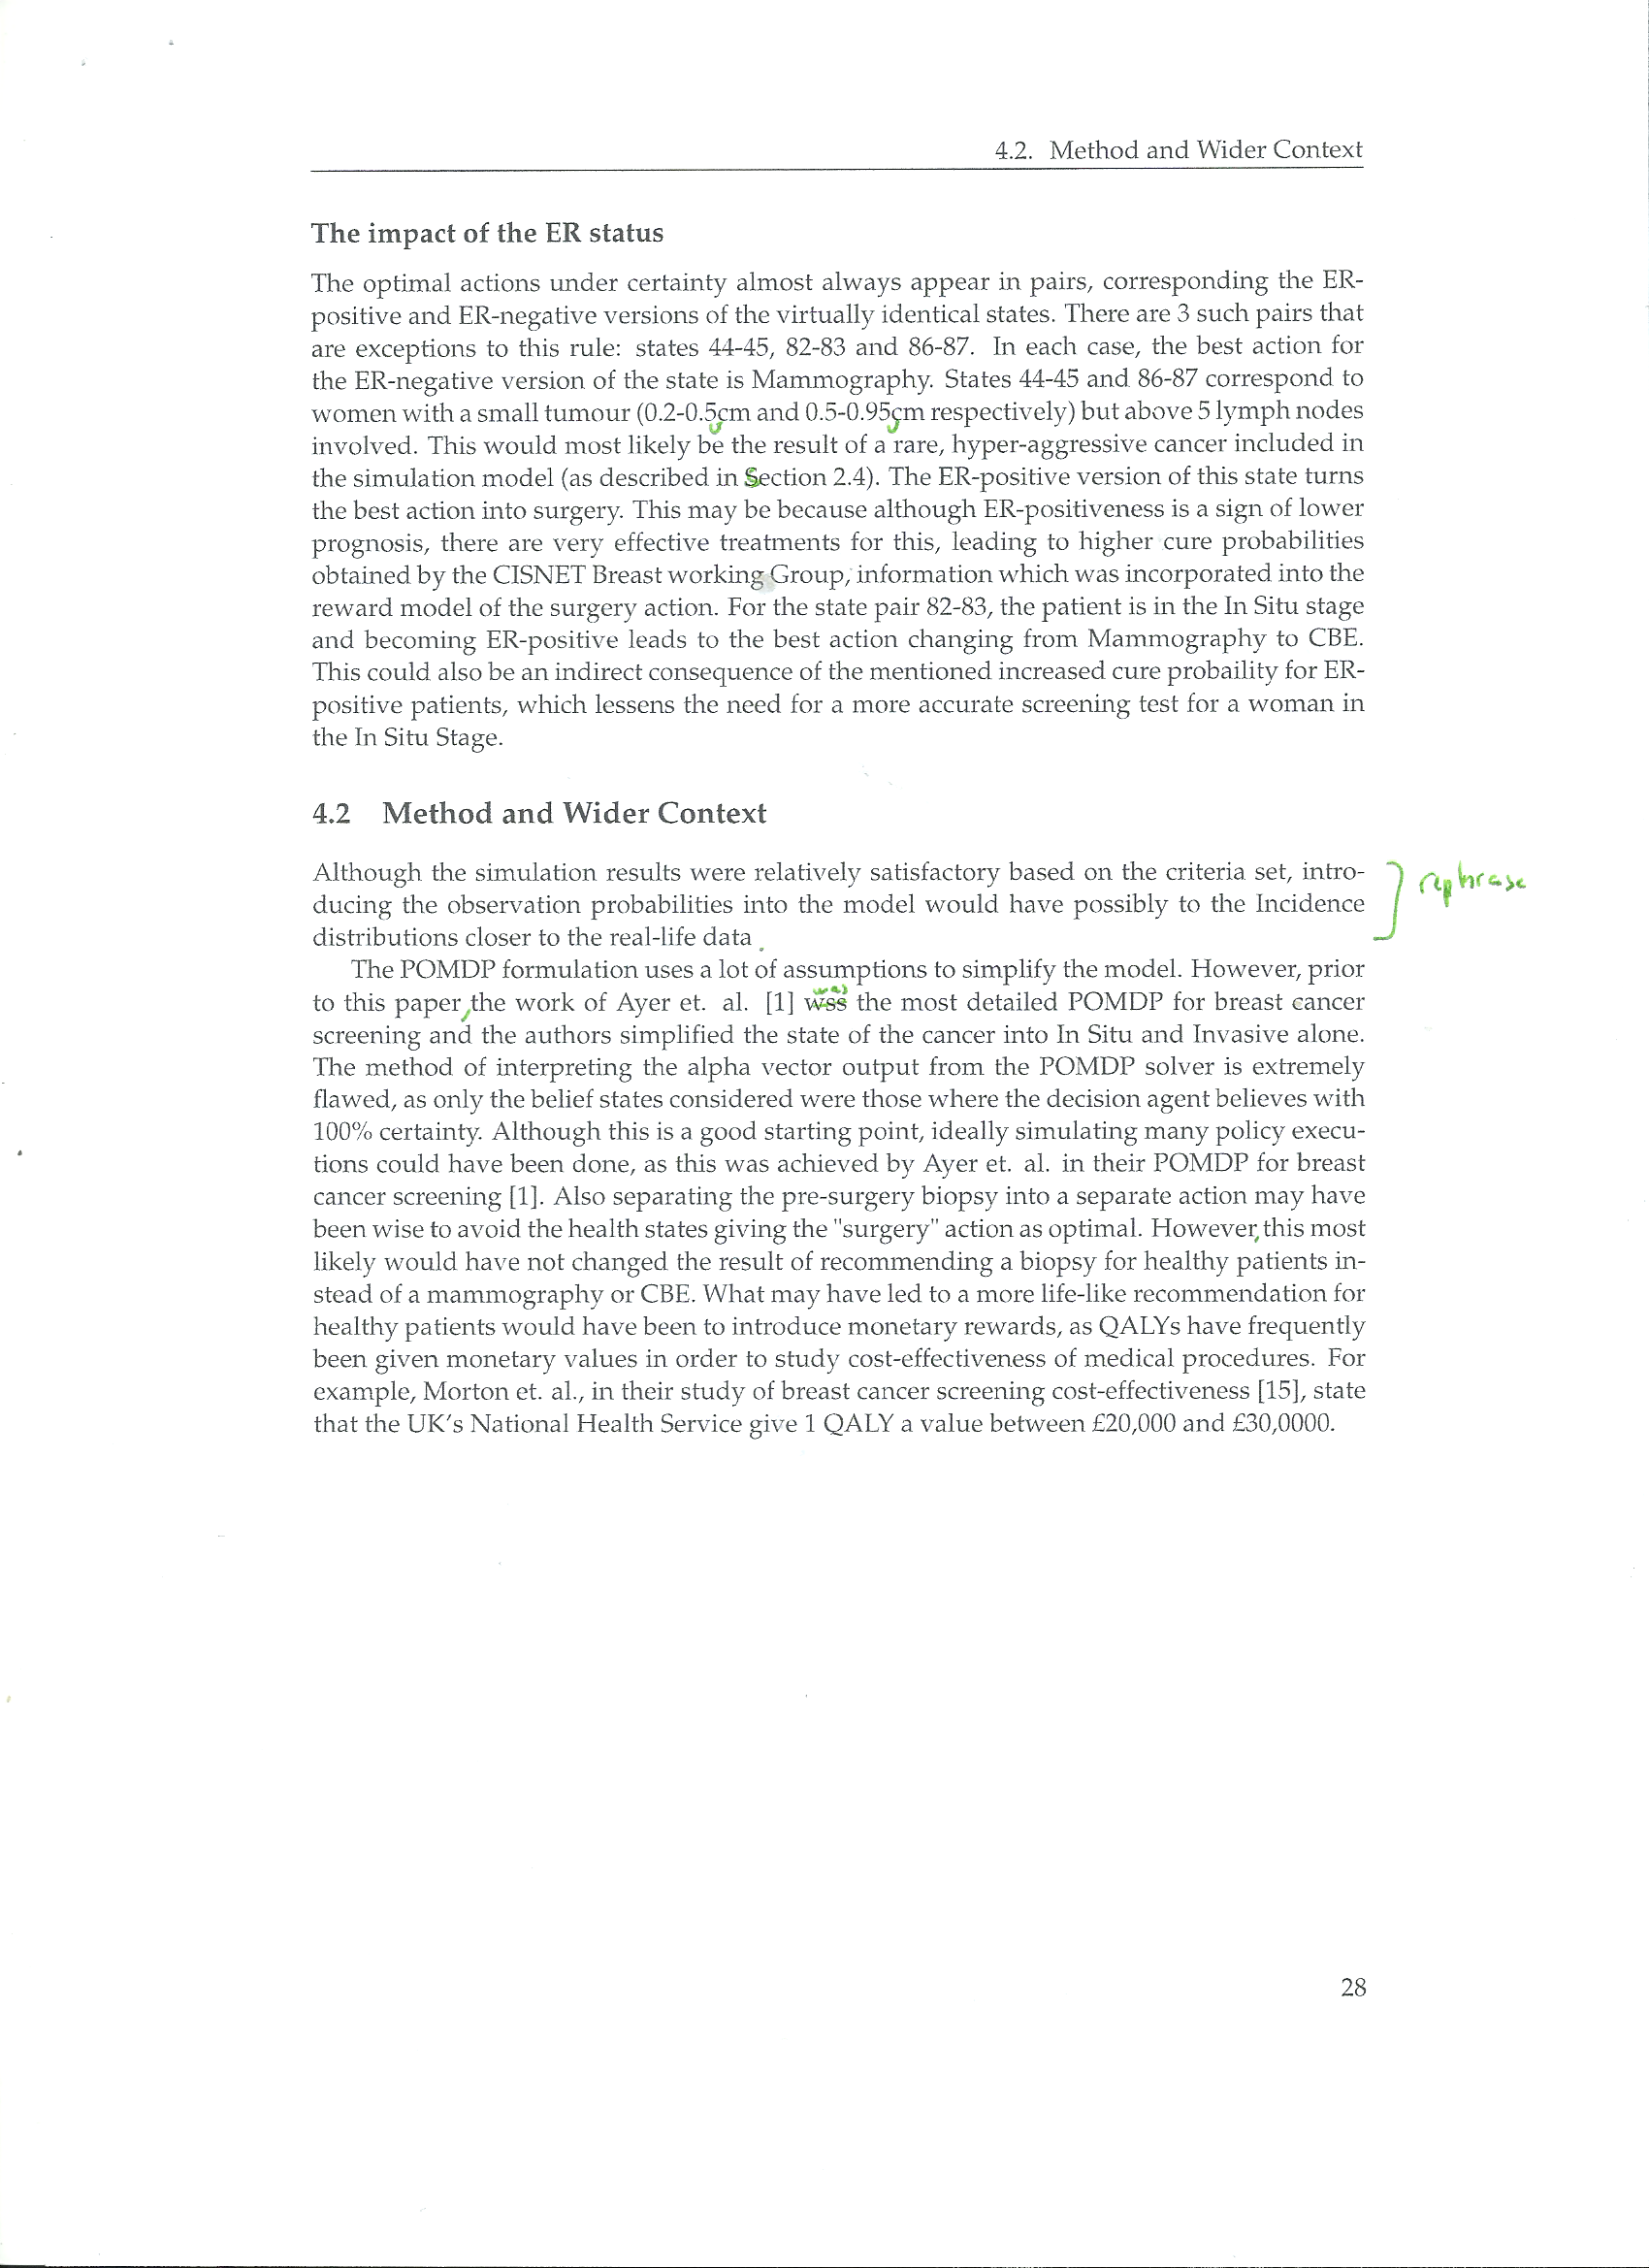 4.2. Method and Wider Context
The impact of the ER status
The optimal actions under certainty almost always appear in pairs, corresponding the ER-
positive and ER-negative versions of the virtually identical states. There are 3 such pairs that
are exceptions to this rule: states 44-45, 82-83 and 86-87. In each case, the best action for
the ER-negative version of the state is Mammography. States 44-45 and 86-87 correspond to
women with a small tumour (0.2-0.5cm and 0.5-0.95cm respectively) but above 5 lymph nodes
involved. This would most likely be the result of a rare, hyper-aggressive cancer included in
the simulation model (as described in Section 2.4). The ER-positive version of this state turns
the best action into surgery. This may be because although ER-positiveness is a sign of lower
prognosis, there are very effective treatments for this, leading to higher cure probabilities
obtained by the CISNET Breast working Group, information which was incorporated into the
reward model of the surgery action. For the state pair 82-83, the patient is in the In Situ stage
and becoming ER-positive leads to the best action changing from Mammography to CBE.
This could also be an indirect consequence of the mentioned increased cure probaility for ER-
positive patients, which lessens the need for a more accurate screening test for a woman in
the In Situ Stage.
4.2 Method and Wider Context
Although the simulation results were relatively satisfactory based on the criteria set, intro-
ducing the observation probabilities into the model would have possibly to the Incidence
distributions closer to the real-life data.
rephrase
The POMDP formulation uses a lot of assumptions to simplify the model. However, prior
was
to this paper, the work of Ayer et. al. [1] wss the most detailed POMDP for breast cancer
screening and the authors simplified the state of the cancer into In Situ and Invasive alone.
The method of interpreting the alpha vector output from the POMDP solver is extremely
flawed, as only the belief states considered were those where the decision agent believes with
100% certainty. Although this is a good starting point, ideally simulating many policy execu-
tions could have been done, as this was achieved by Ayer et. al. in their POMDP for breast
cancer screening [1]. Also separating the pre-surgery biopsy into a separate action may have
been wise to avoid the health states giving the "surgery" action as optimal. However, this most
likely would have not changed the result of recommending a biopsy for healthy patients in-
stead of a mammography or CBE. What may have led to a more life-like recommendation for
healthy patients would have been to introduce monetary rewards, as QALYs have frequently
been given monetary values in order to study cost-effectiveness of medical procedures. For
example, Morton et. al., in their study of breast cancer screening cost-effectiveness [15], state
that the UK's National Health Service give 1 QALY a value between £20,000 and £30,0000.
28